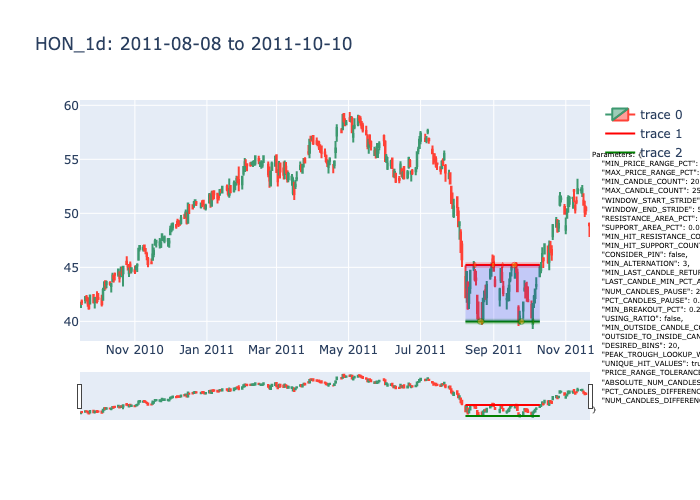 HON_1d: 2011-08-08 to 2011-10-10
60
55
50
45
40
Nov 2010
Jan 2011
Mar 2011
May 2011
Jul 2011
Sep 2011
Nov 2011
trace 0
trace 1
trace 2
Parameters: {
"MIN_PRICE_RANGE_PCT":
"MAX_PRICE_RANGE_PCT":
"MIN_CANDLE_COUNT": 20
"MAX_CANDLE_COUNT": 25
"WINDOW_START_STRIDE"
"WINDOW_END_STRIDE": 5
"RESISTANCE_AREA_PCT":
"SUPPORT_AREA_PCT": 0.0
"MIN_HIT_RESISTANCE_CO
"MIN_HIT_SUPPORT_COUNT
"CONSIDER_PIN": false,
"MIN_ALTERNATION": 3,
"MIN_LAST_CANDLE_RETUR
"LAST_CANDLE_MIN_PCT_A
"NUM_CANDLES_PAUSE": 2
"PCT_CANDLES_PAUSE": 0.
"MIN_BREAKOUT_PCT": 0.2
"USING_RATIO": false,
"MIN_OUTSIDE_CANDLE_CO
"OUTSIDE_TO_INSIDE_CAN
"DESIRED_BINS": 20,
"PEAK_TROUGH_LOOKUP_W
"UNIQUE_HIT_VALUES": tru
"PRICE_RANGE_TOLERANC
"ABSOLUTE_NUM_CANDLES
"PCT_CANDLES_DIFFERENC
"NUM_CANDLES_DIFFEREN
}